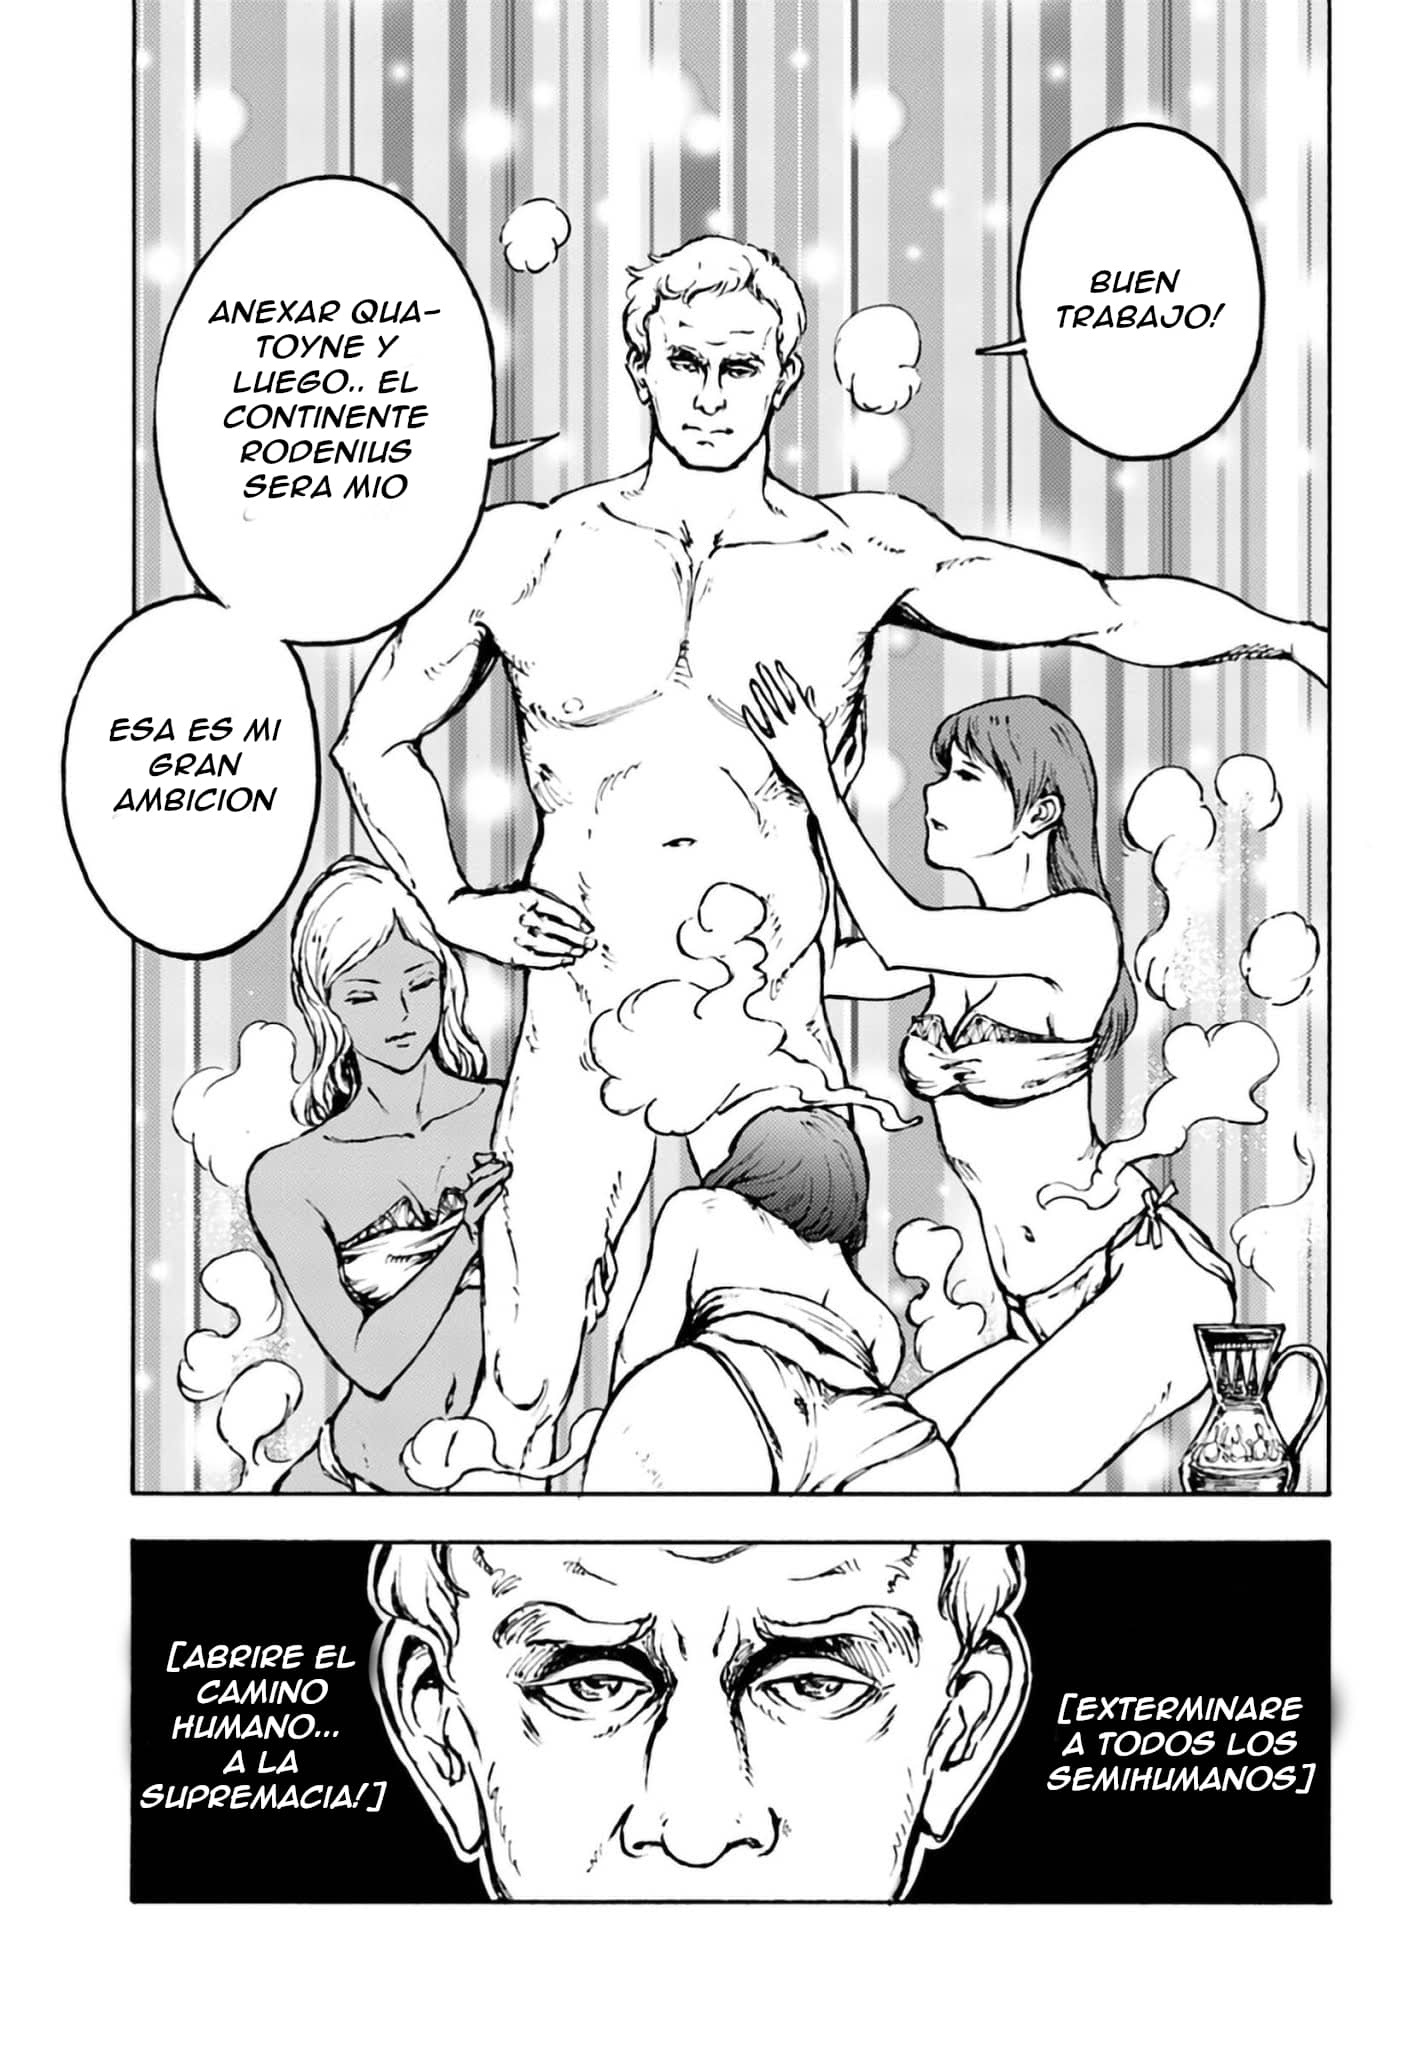 BUEN
TRABAJO!
ANEXAR QUA-
TOYNE Y
LUEGO.. EL
CONTINENTE
RODENIUS
SERA MIO
ESA ES MI
GRAN
AMBICION
[EXTERMINARE
A TODOS LOS
SEMIHUMANOS]
[ABRIRE EL
CAMINO
HUMANO...
A LA
SUPREMACIA!]